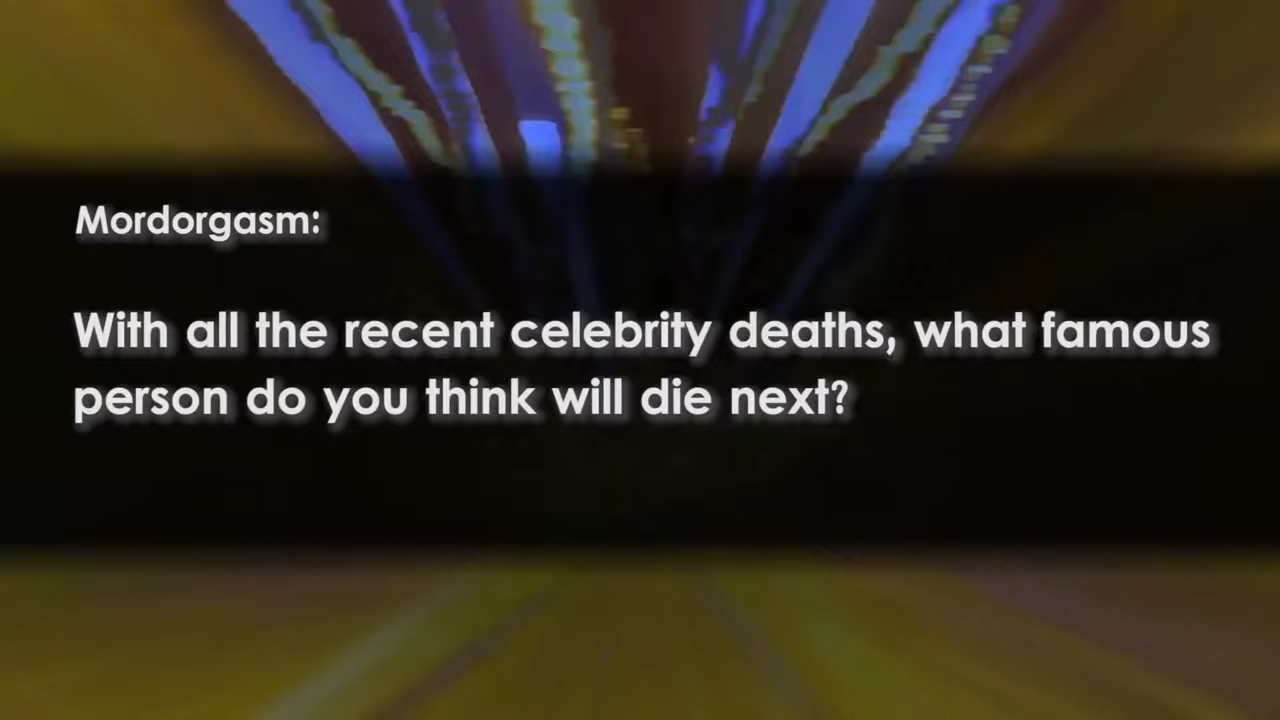 Mordorgasm:
With all the recent celebrity deaths, what famous
person do you think will die next?